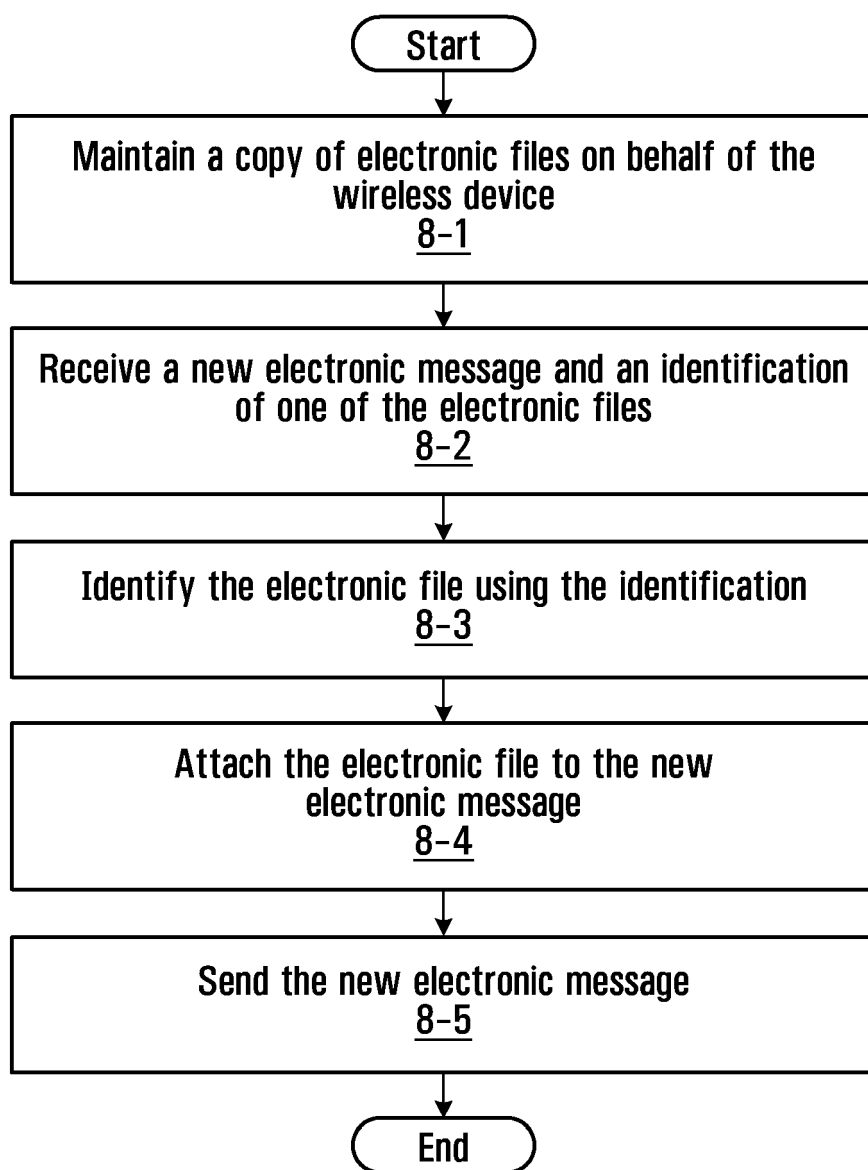 Start
Maintain a copy of electronic files on behalf of the
wireless device
8-1
Receive a new electronic message and an identification
of one of the electronic files
8-2
Identify the electronic file using the identification
8-3
Attach the electronic file to the new
electronic message
8-4
Send the new electronic message
8-5
End